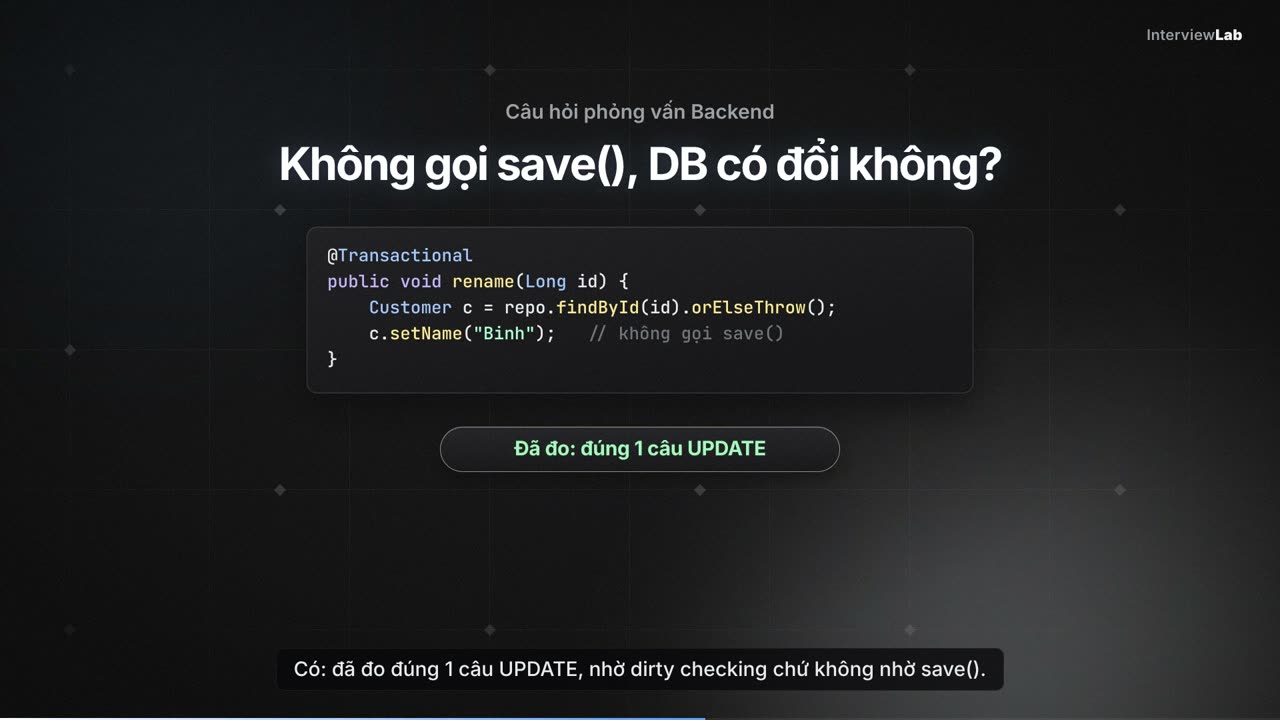 InterviewLab
Câu hỏi phỏng vấn Backend
Không gọi save(), DB có đổi không?
@Transactional
public void rename(Long id) {
    Customer c = repo.findById(id).orElseThrow();
    c.setName("Binh");   // không gọi save()
}
Đã đo: đúng 1 câu UPDATE
Có: đã đo đúng 1 câu UPDATE, nhờ dirty checking chứ không nhờ save().